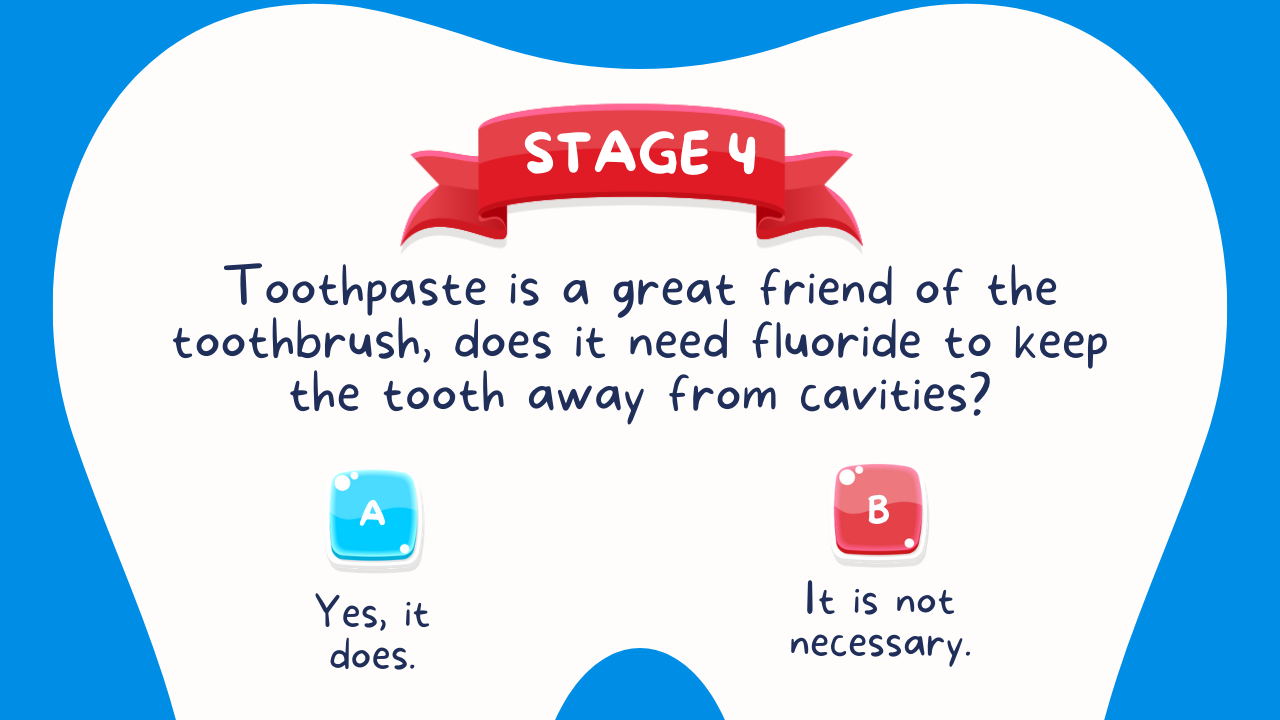 STAGE 4
Toothpaste is a great friend of the
toothbrush, does it need fluoride to keep
the tooth away from cavities?
A
B
Yes, it
does.
It is not
necessary.